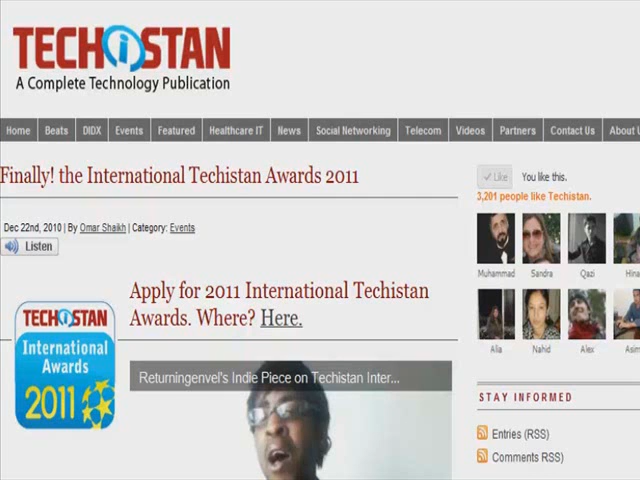 TECHiSTAN
A Complete Technology Publication
Home Beats DIDX Events Featured Healthcare IT News Social Networking Telecom Videos Partners Contact Us About U
Finally! the International Techistan Awards 2011
Dec 22nd, 2010 | By Omar Shaikh | Category: Events
Listen
Apply for 2011 International Techistan
Awards. Where? Here.
TECHiSTAN
International
Awards
2011
Returningenvel's Indie Piece on Techistan Inter...
Like You like this.
3,201 people like Techistan.
Muhammad Sandra Qazi Hina
Alia Nahid Alex Asim
STAY INFORMED
Entries (RSS)
Comments RSS)